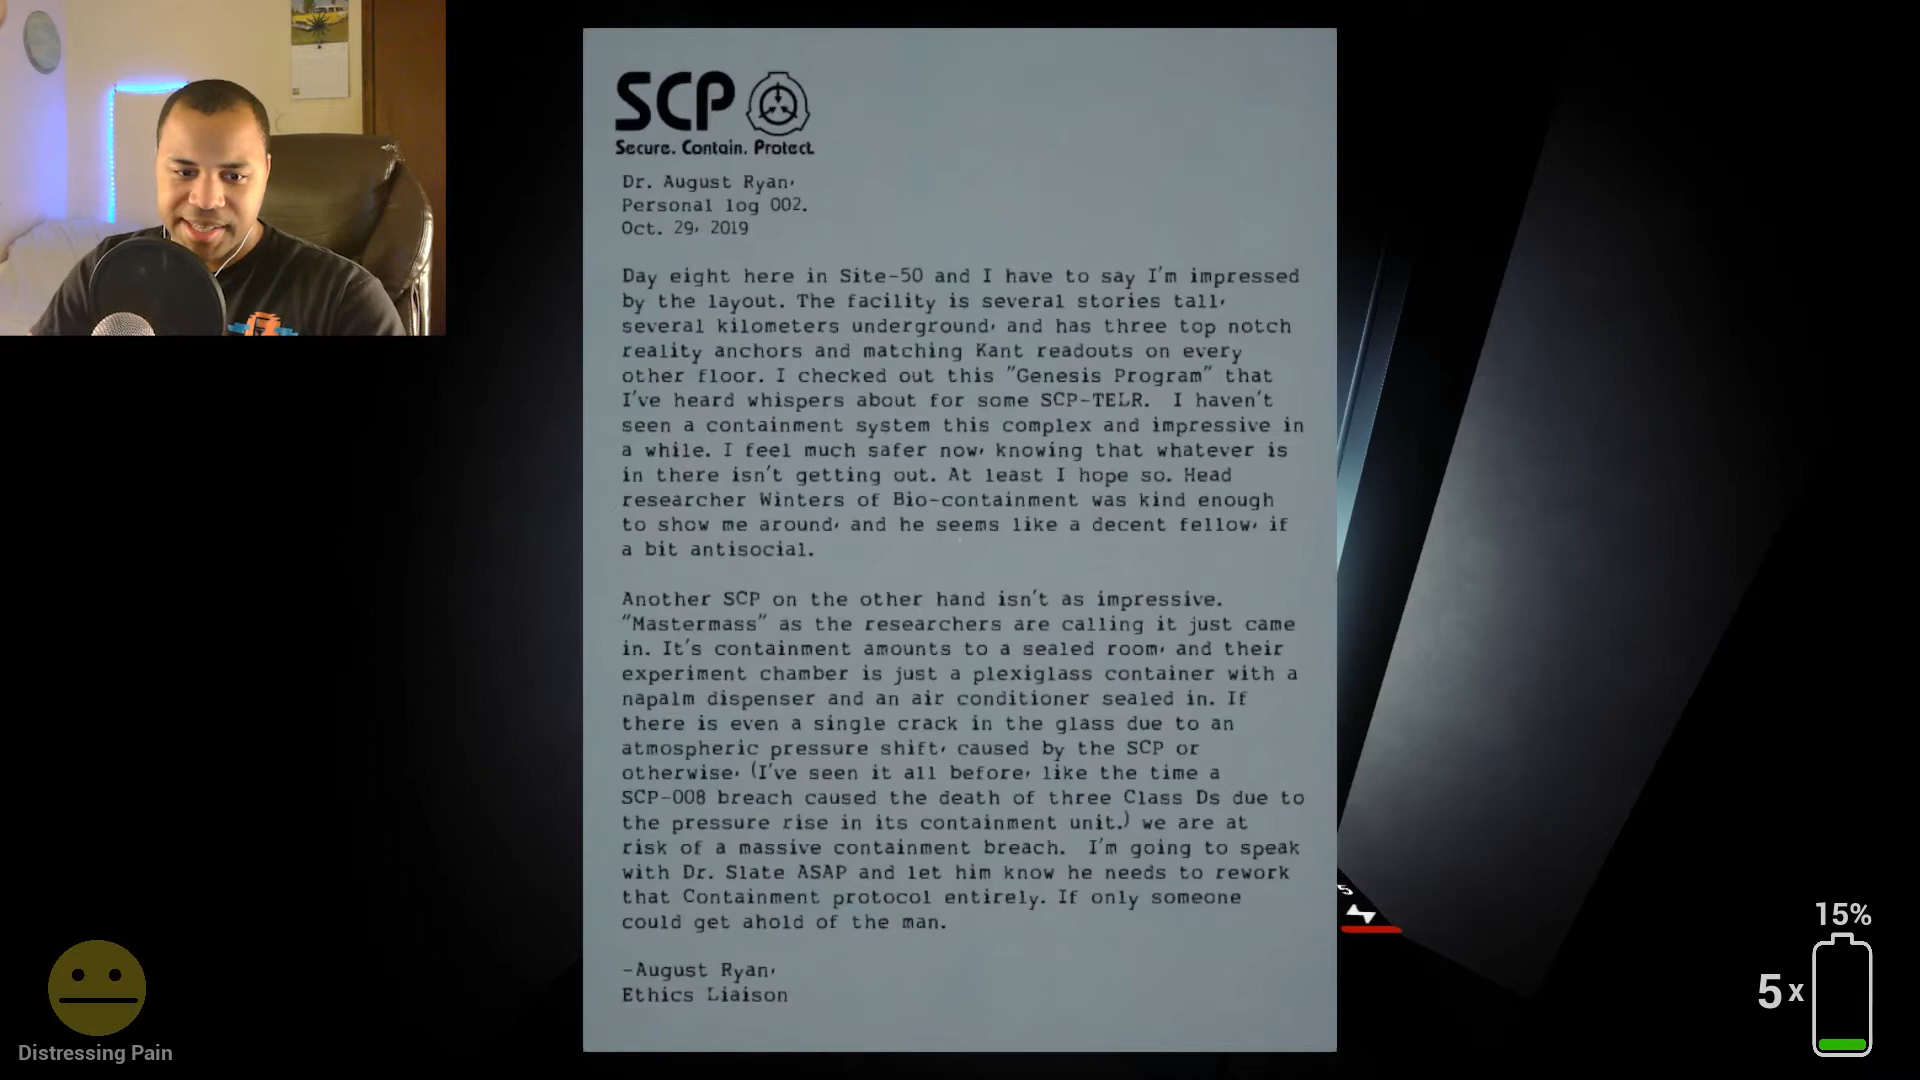 SCP
Secure. Contain. Protect.
Dr. August Ryan,
Personal log 002.
Oct. 29, 2019
Day eight here in Site-50 and I have to say I'm impressed
by the layout. The facility is several stories tall,
several kilometers underground, and has three top notch
reality anchors and matching Kant readouts on every
other floor. I checked out this "Genesis Program" that
I've heard whispers about for some SCP-TELR. I haven't
seen a containment system this complex and impressive in
a while. I feel much safer now, knowing that whatever is
in there isn't getting out. At least I hope so. Head
researcher Winters of Bio-containment was kind enough
to show me around, and he seems like a decent fellow, if
a bit antisocial.
Another SCP on the other hand isn't as impressive.
"Mastermass" as the researchers are calling it just came
in. It's containment amounts to a sealed room, and their
experiment chamber is just a plexiglass container with a
napalm dispenser and an air conditioner sealed in. If
there is even a single crack in the glass due to an
atmospheric pressure shift, caused by the SCP or
otherwise, (I've seen it all before, like the time a
SCP-008 breach caused the death of three Class Ds due to
the pressure rise in its containment unit.) we are at
risk of a massive containment breach. I'm going to speak
with Dr. Slate ASAP and let him know he needs to rework
that Containment protocol entirely. If only someone
could get ahold of the man.
-August Ryan,
Ethics Liaison
Distressing Pain
15%
5x